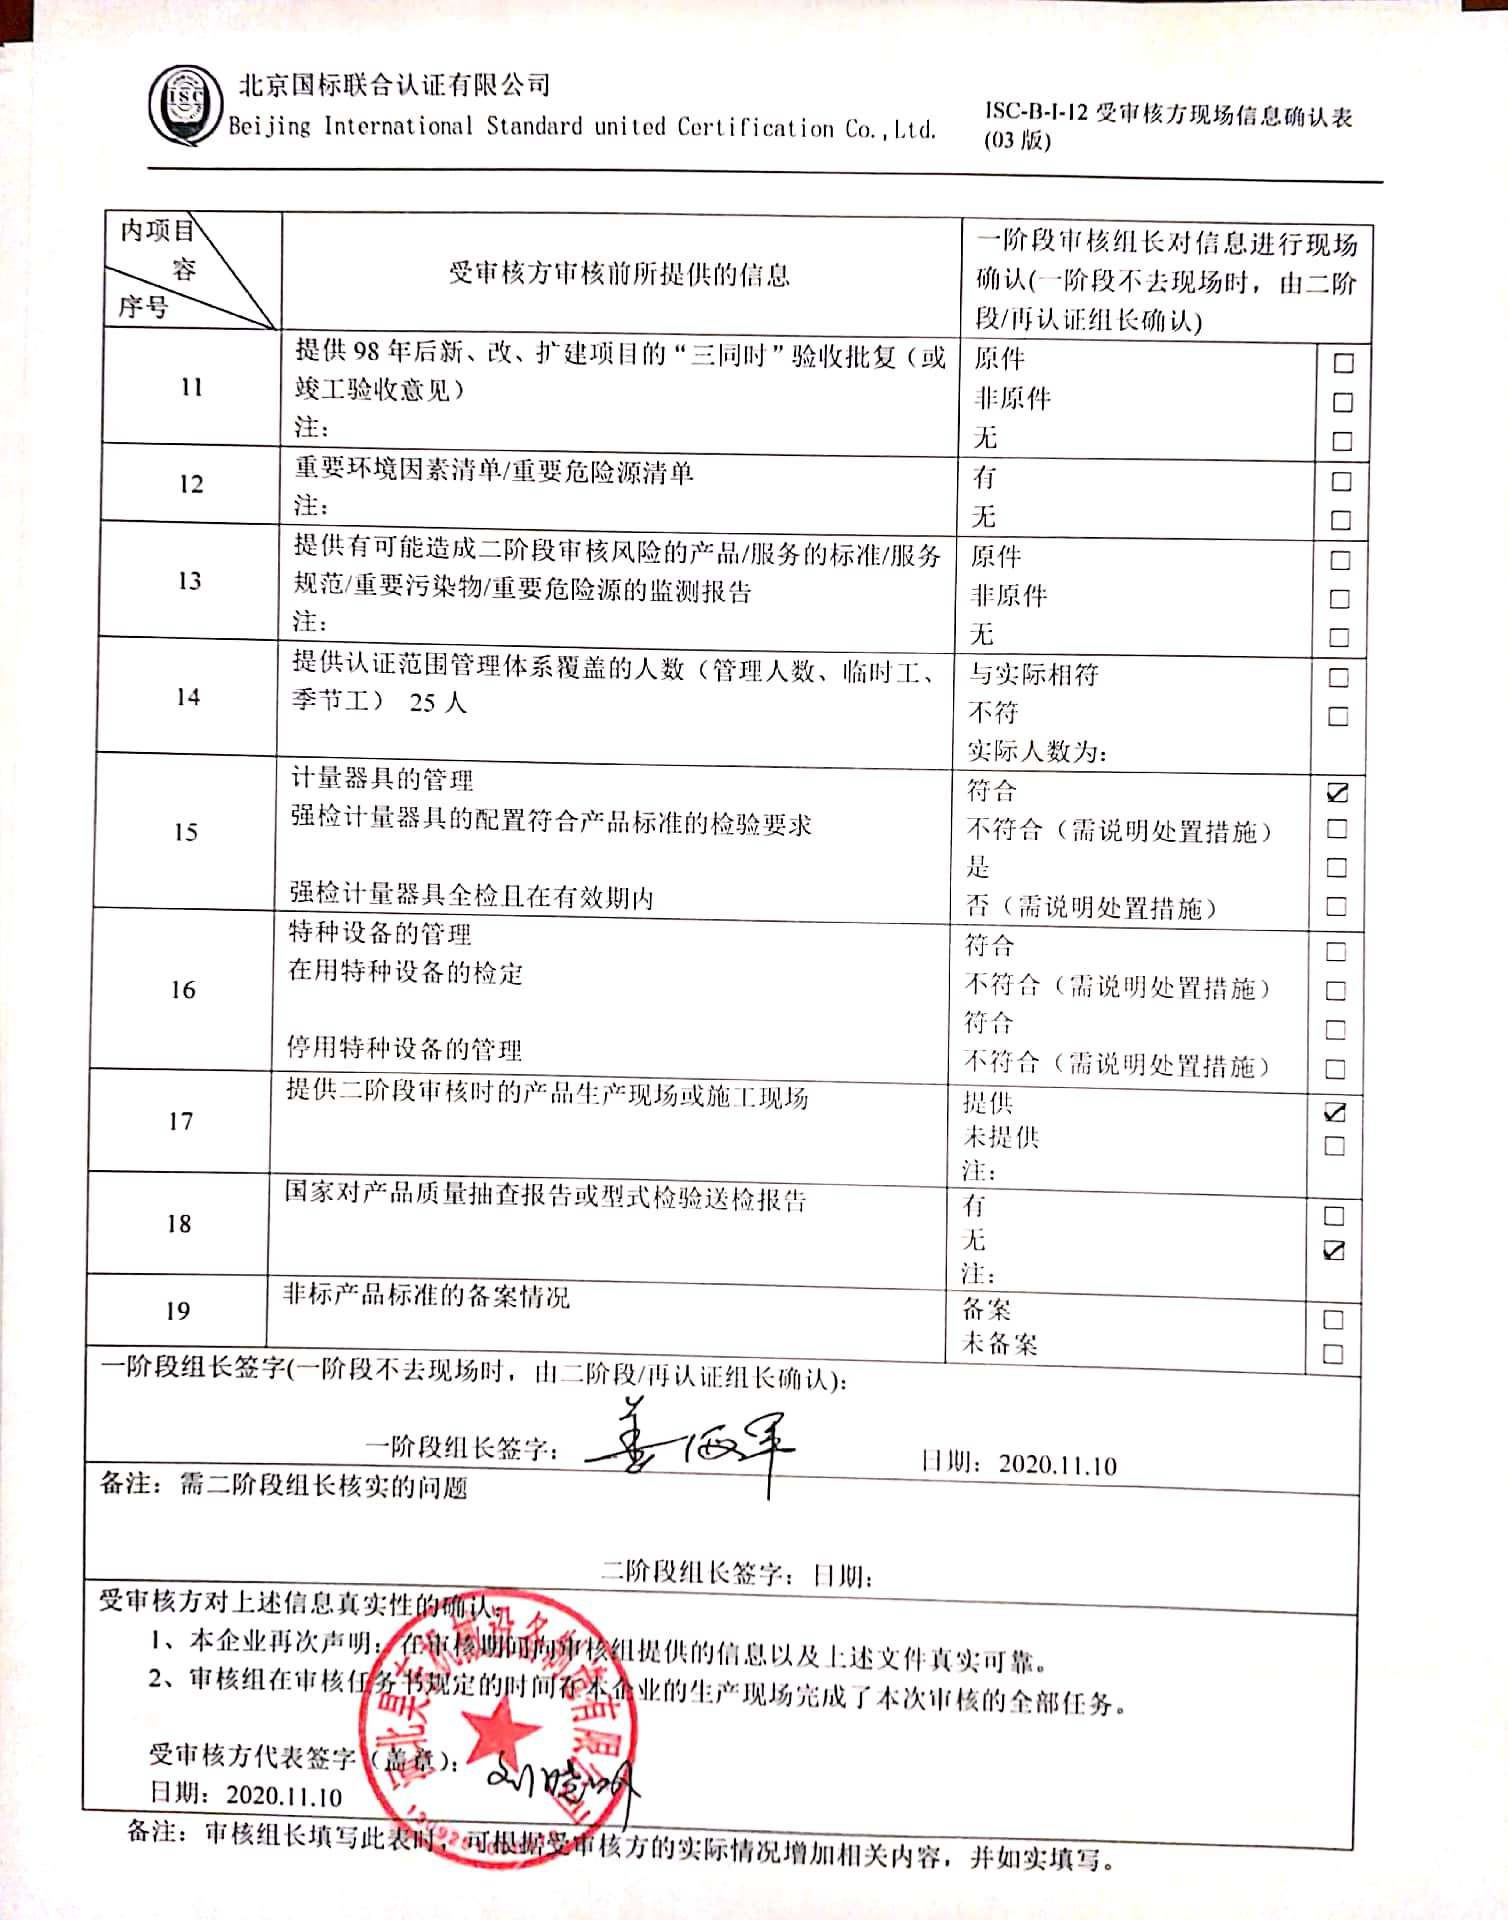 ISC
北京国标联合认证有限公司
Beijing International Standard united Certification Co.,Ltd.
ISC-B-I-12 受审核方现场信息确认表
(03 版)
内项目
容
序号
受审核方审核前所提供的信息
一阶段审核组长对信息进行现场
确认(一阶段不去现场时，由二阶
段/再认证组长确认)
11
提供 98 年后新、改、扩建项目的“三同时”验收批复（或
竣工验收意见）
注：
原件 □
非原件 □
无 □
12
重要环境因素清单/重要危险源清单
注：
有 □
无 □
13
提供有可能造成二阶段审核风险的产品/服务的标准/服务
规范/重要污染物/重要危险源的监测报告
注：
原件 □
非原件 □
无 □
14
提供认证范围管理体系覆盖的人数（管理人数、临时工、
季节工） 25 人
与实际相符 □
不符 □
实际人数为:
15
计量器具的管理
强检计量器具的配置符合产品标准的检验要求
强检计量器具全检且在有效期内
符合 ☑
不符合（需说明处置措施） □
是 □
否（需说明处置措施） □
16
特种设备的管理
在用特种设备的检定
停用特种设备的管理
符合 □
不符合（需说明处置措施） □
符合 □
不符合（需说明处置措施） □
17
提供二阶段审核时的产品生产现场或施工现场
提供 ☑
未提供 □
注：
18
国家对产品质量抽查报告或型式检验送检报告
有 □
无 ☑
注：
19
非标产品标准的备案情况
备案 □
未备案 □
一阶段组长签字(一阶段不去现场时，由二阶段/再认证组长确认)：
一阶段组长签字： 日期：2020.11.10
备注：需二阶段组长核实的问题
二阶段组长签字：日期：
受审核方对上述信息真实性的确认：
1、本企业再次声明：在审核期间向审核组提供的信息以及上述文件真实可靠。
2、审核组在审核任务书规定的时间在本企业的生产现场完成了本次审核的全部任务。
受审核方代表签字（盖章）：
日期：2020.11.10
机械设备制造有限公司
备注：审核组长填写此表时，可根据受审核方的实际情况增加相关内容，并如实填写。